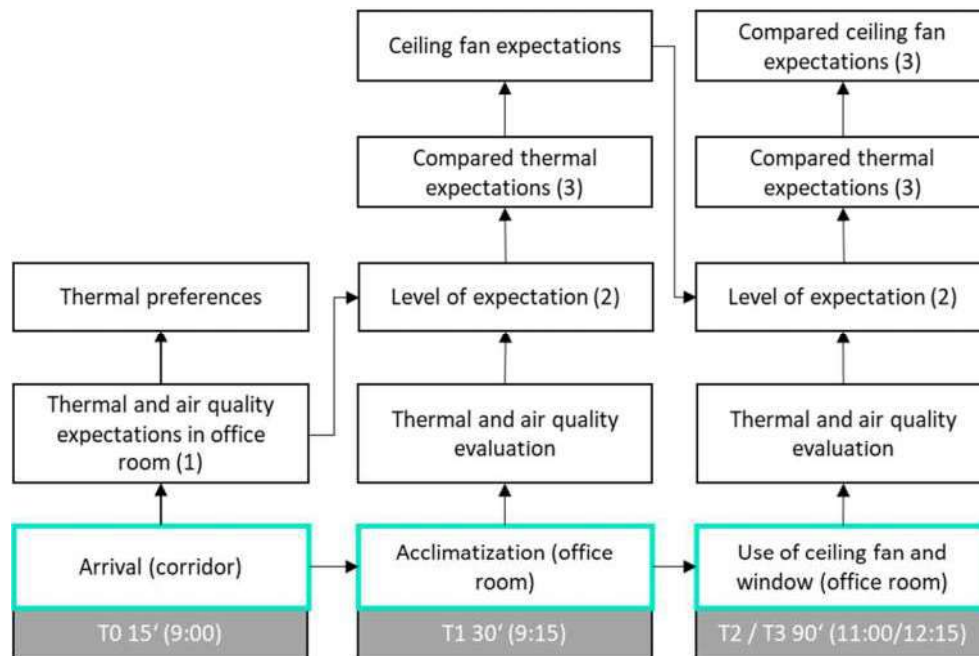 Ceiling fan expectations
Compared ceiling fan
expectations (3)
Compared thermal
expectations (3)
Compared thermal
expectations (3)
Thermal preferences
Level of expectation (2)
Level of expectation (2)
Thermal and air quality
expectations in office
room (1)
Thermal and air quality
evaluation
Thermal and air quality
evaluation
Arrival (corridor)
Acclimatization (office
room)
Use of ceiling fan and
window (office room)
T0 15‘ (9:00)
T1 30‘ (9:15)
T2 / T3 90‘ (11:00/12:15)